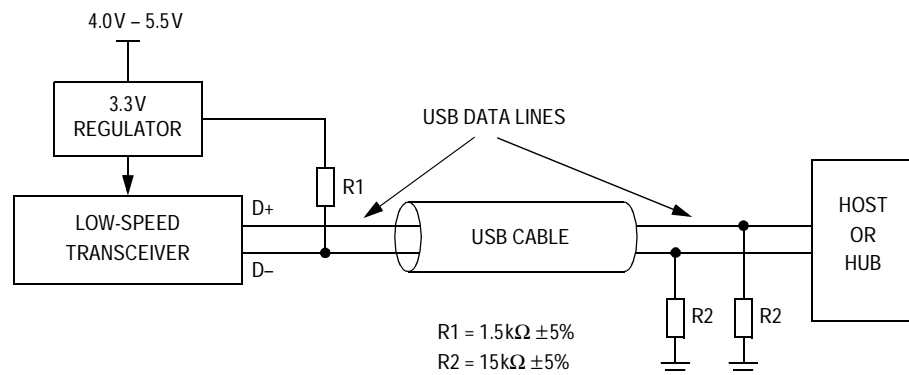 4.0V – 5.5V
3.3V
REGULATOR
USB DATA LINES
R1
LOW-SPEED
TRANSCEIVER
D+
D–
USB CABLE
HOST
OR
HUB
R2
R2
R1 = 1.5kΩ ±5%
R2 = 15kΩ ±5%